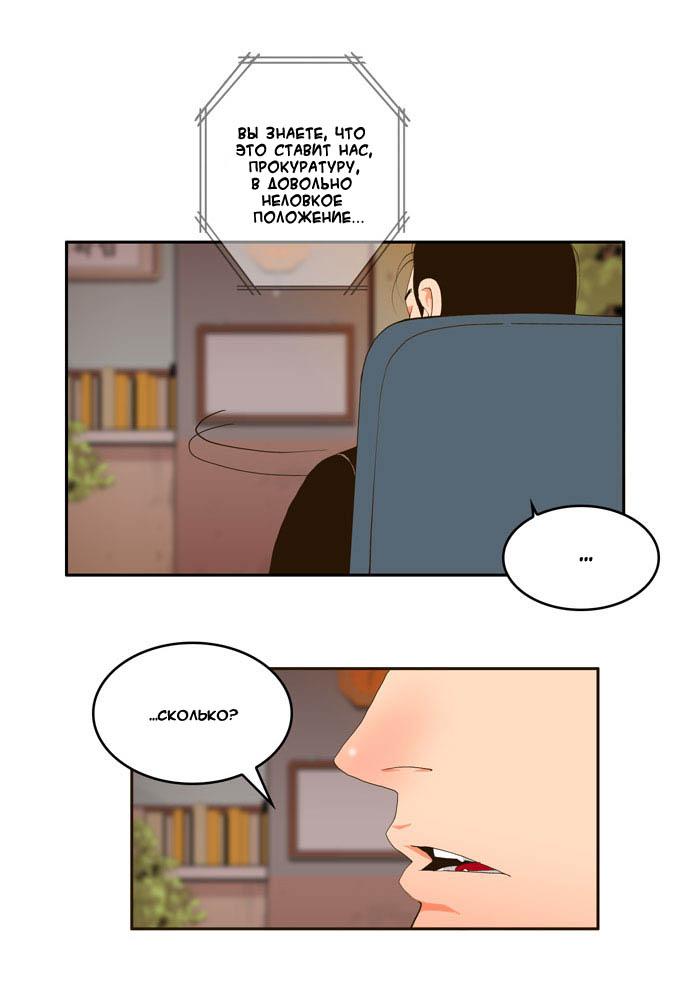 ВЫ ЗНАЕТЕ, ЧТО
ЭТО СТАВИТ НАС,
ПРОКУРАТУРУ,
В ДОВОЛЬНО
НЕЛОВКОЕ
ПОЛОЖЕНИЕ...
...
...СКОЛЬКО?